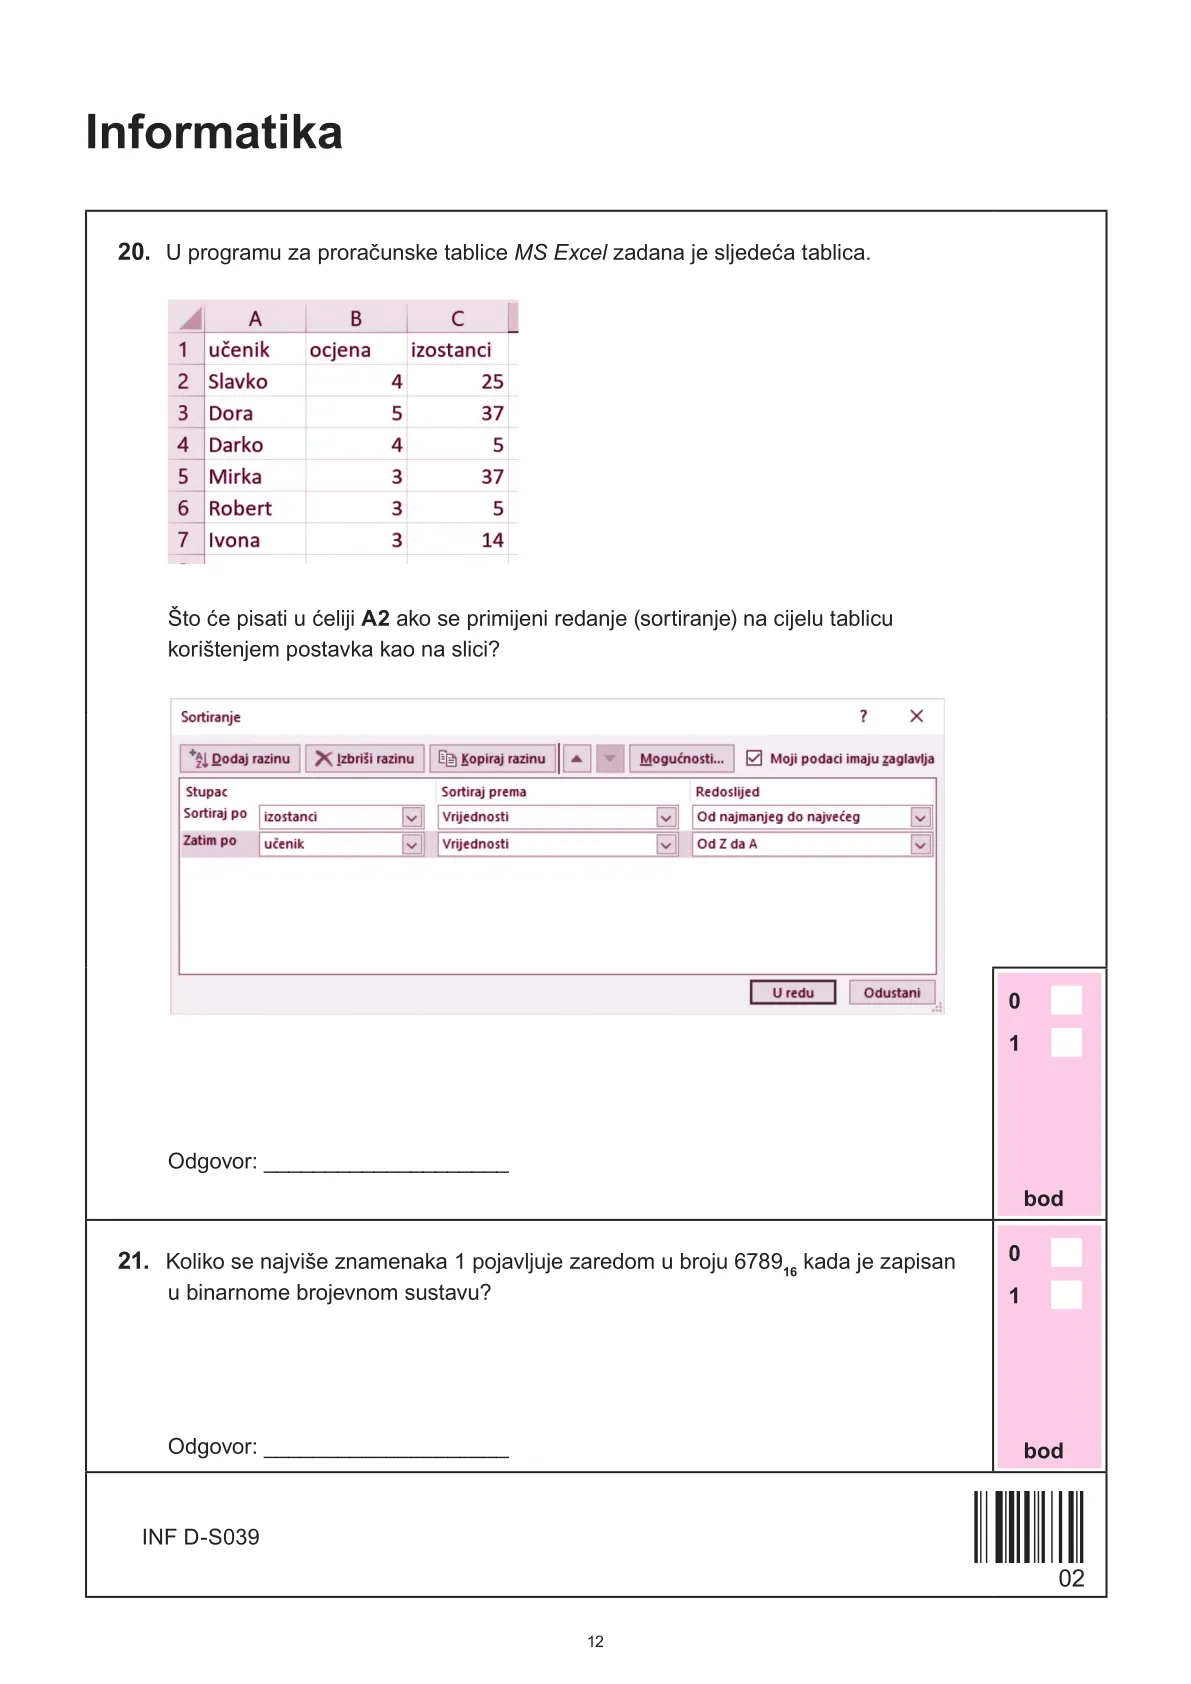 Informatika
20. U programu za proračunske tablice MS Excel zadana je sljedeća tablica.
A B C
1 učenik ocjena izostanci
2 Slavko 4 25
3 Dora 5 37
4 Darko 4 5
5 Mirka 3 37
6 Robert 3 5
7 Ivona 3 14
Što će pisati u ćeliji A2 ako se primijeni redanje (sortiranje) na cijelu tablicu
korištenjem postavka kao na slici?
Sortiranje ?
Dodaj razinu Izbriši razinu Kopiraj razinu Mogućnosti... Moji podaci imaju zaglavlja
Stupac Sortiraj prema Redoslijed
Sortiraj po izostanci Vrijednosti Od najmanjeg do najvećeg
Zatim po učenik Vrijednosti Od Z da A
U redu Odustani
0
1
Odgovor: ____________________
bod
21. Koliko se najviše znamenaka 1 pojavljuje zaredom u broju 6789₁₆ kada je zapisan
u binarnome brojevnom sustavu?
0
1
Odgovor: ____________________
bod
INF D-S039
02
12